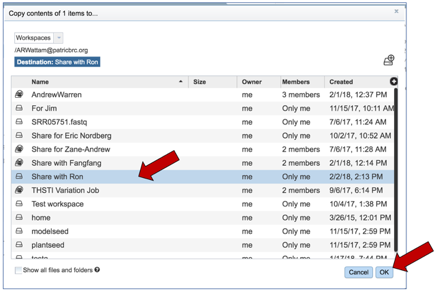 Copy contents of 1 items to...
Workspaces
/ARWattam@patricbrc.org
Destination: Share with Ron
Name Size Owner Members Created
AndrewWarren me 3 members 2/1/18, 12:37 PM
For Jim me Only me 11/15/17, 10:11 AM
SRR05751.fastq me Only me 7/6/17, 11:24 AM
Share for Eric Nordberg me Only me 10/2/17, 10:52 AM
Share for Zane-Andrew me 2 members 7/6/17, 11:28 AM
Share with Fangfang me 2 members 2/1/18, 12:14 PM
Share with Ron me Only me 2/2/18, 2:13 PM
THSTI Variation Job me 2 members 9/6/17, 6:14 PM
Test workspace me Only me 10/4/17, 1:38 PM
home me Only me 3/26/15, 12:01 PM
modelseed me Only me 11/15/17, 2:59 PM
plantseed me Only me 11/15/17, 2:59 PM
me Only me
Show all files and folders ?
Cancel OK